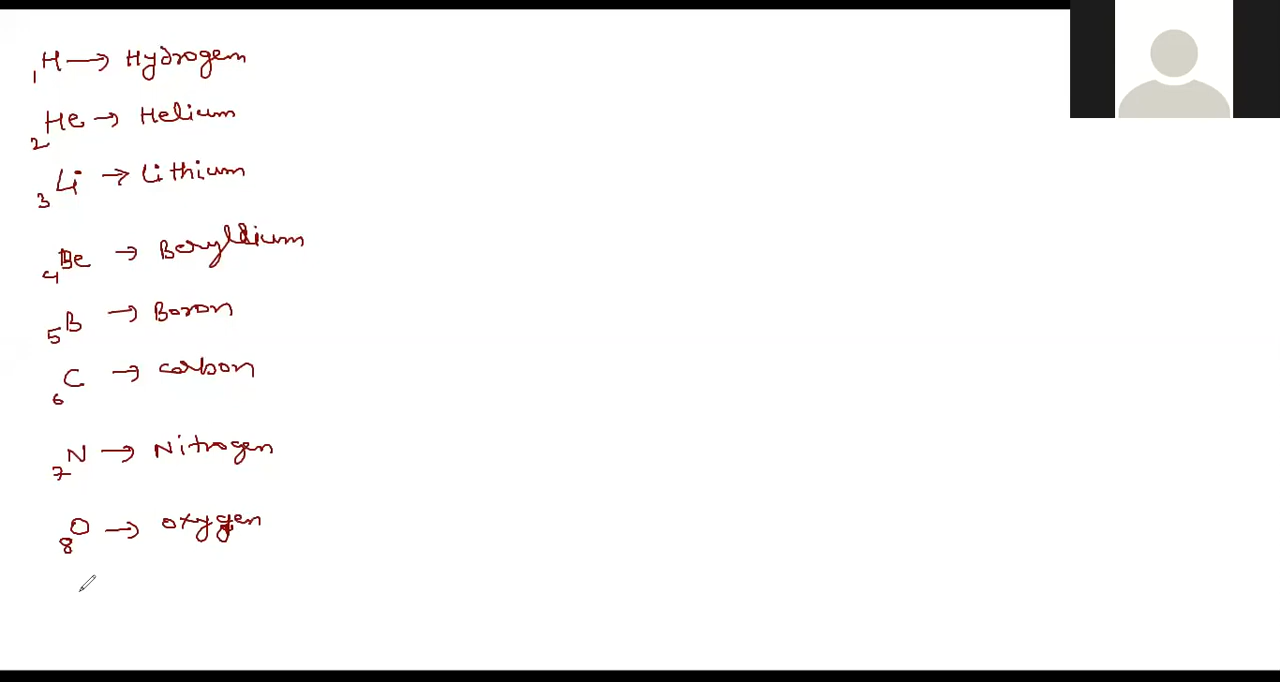 1H → Hydrogen
2He → Helium
3Li → Lithium
4Be → Beryllium
5B → Boron
6C → carbon
7N → Nitrogen
8O → oxygen